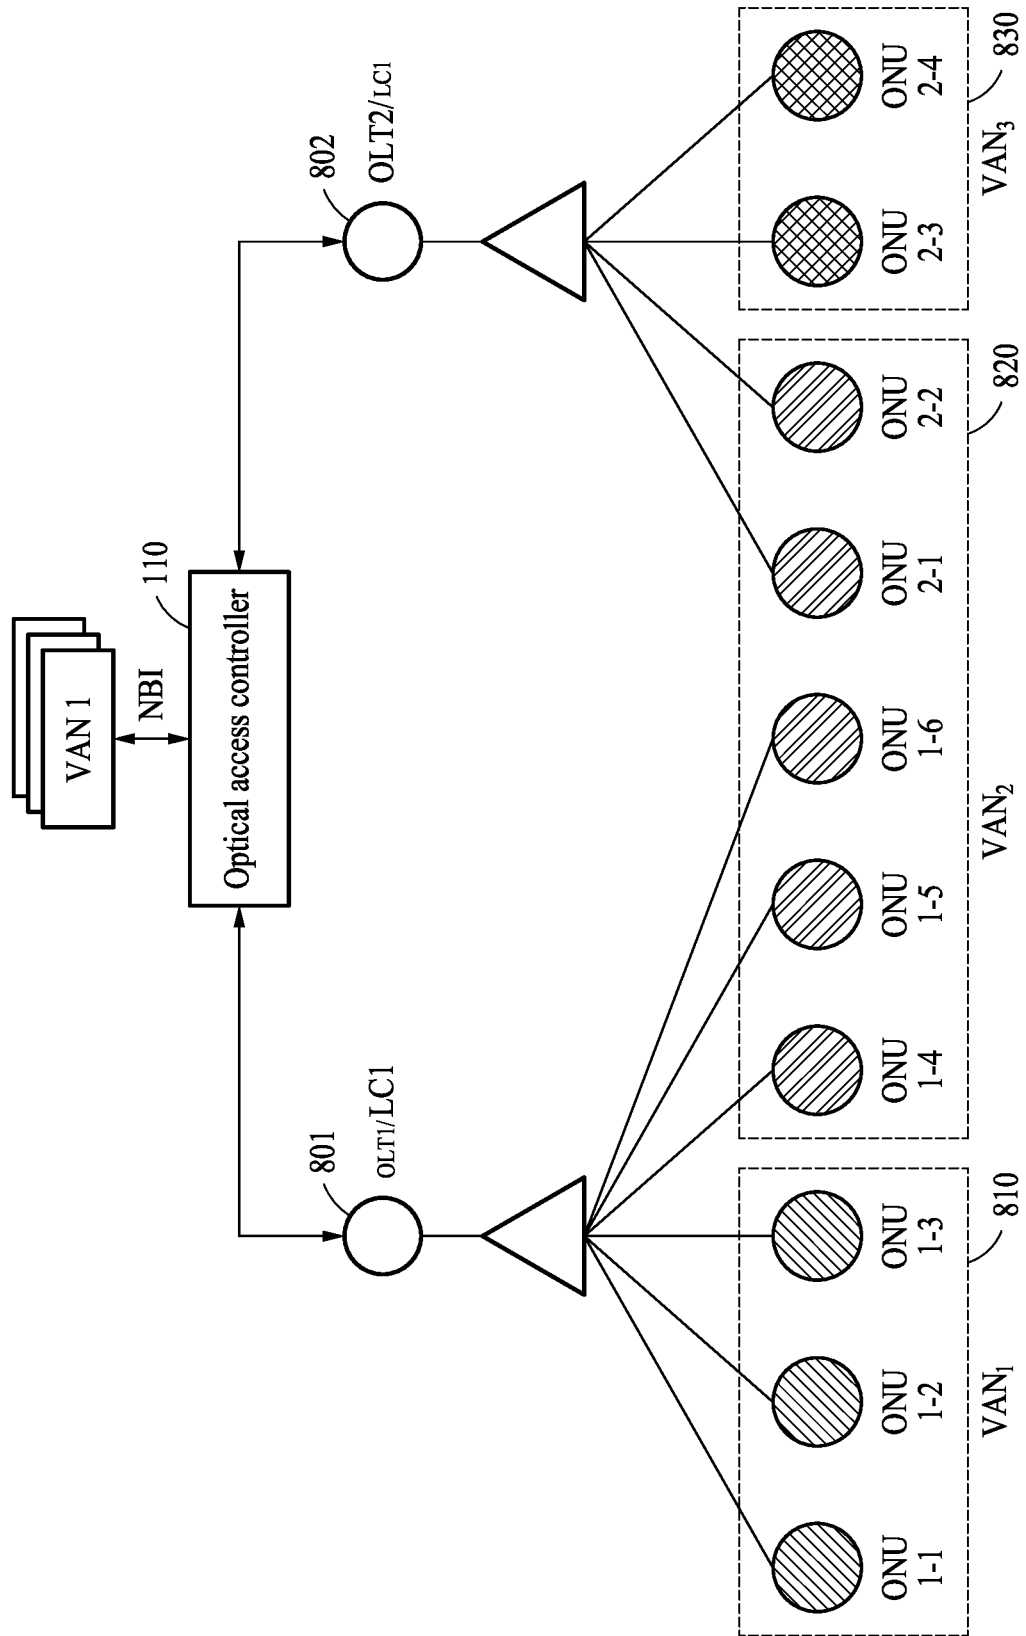 VAN 1
NBI
110
Optical access controller
801
OLT1/LC1
802
OLT2/LC1
ONU
1-1
ONU
1-2
ONU
1-3
ONU
1-4
ONU
1-5
ONU
1-6
ONU
2-1
ONU
2-2
ONU
2-3
ONU
2-4
VAN₁
810
VAN₂
820
VAN₃
830